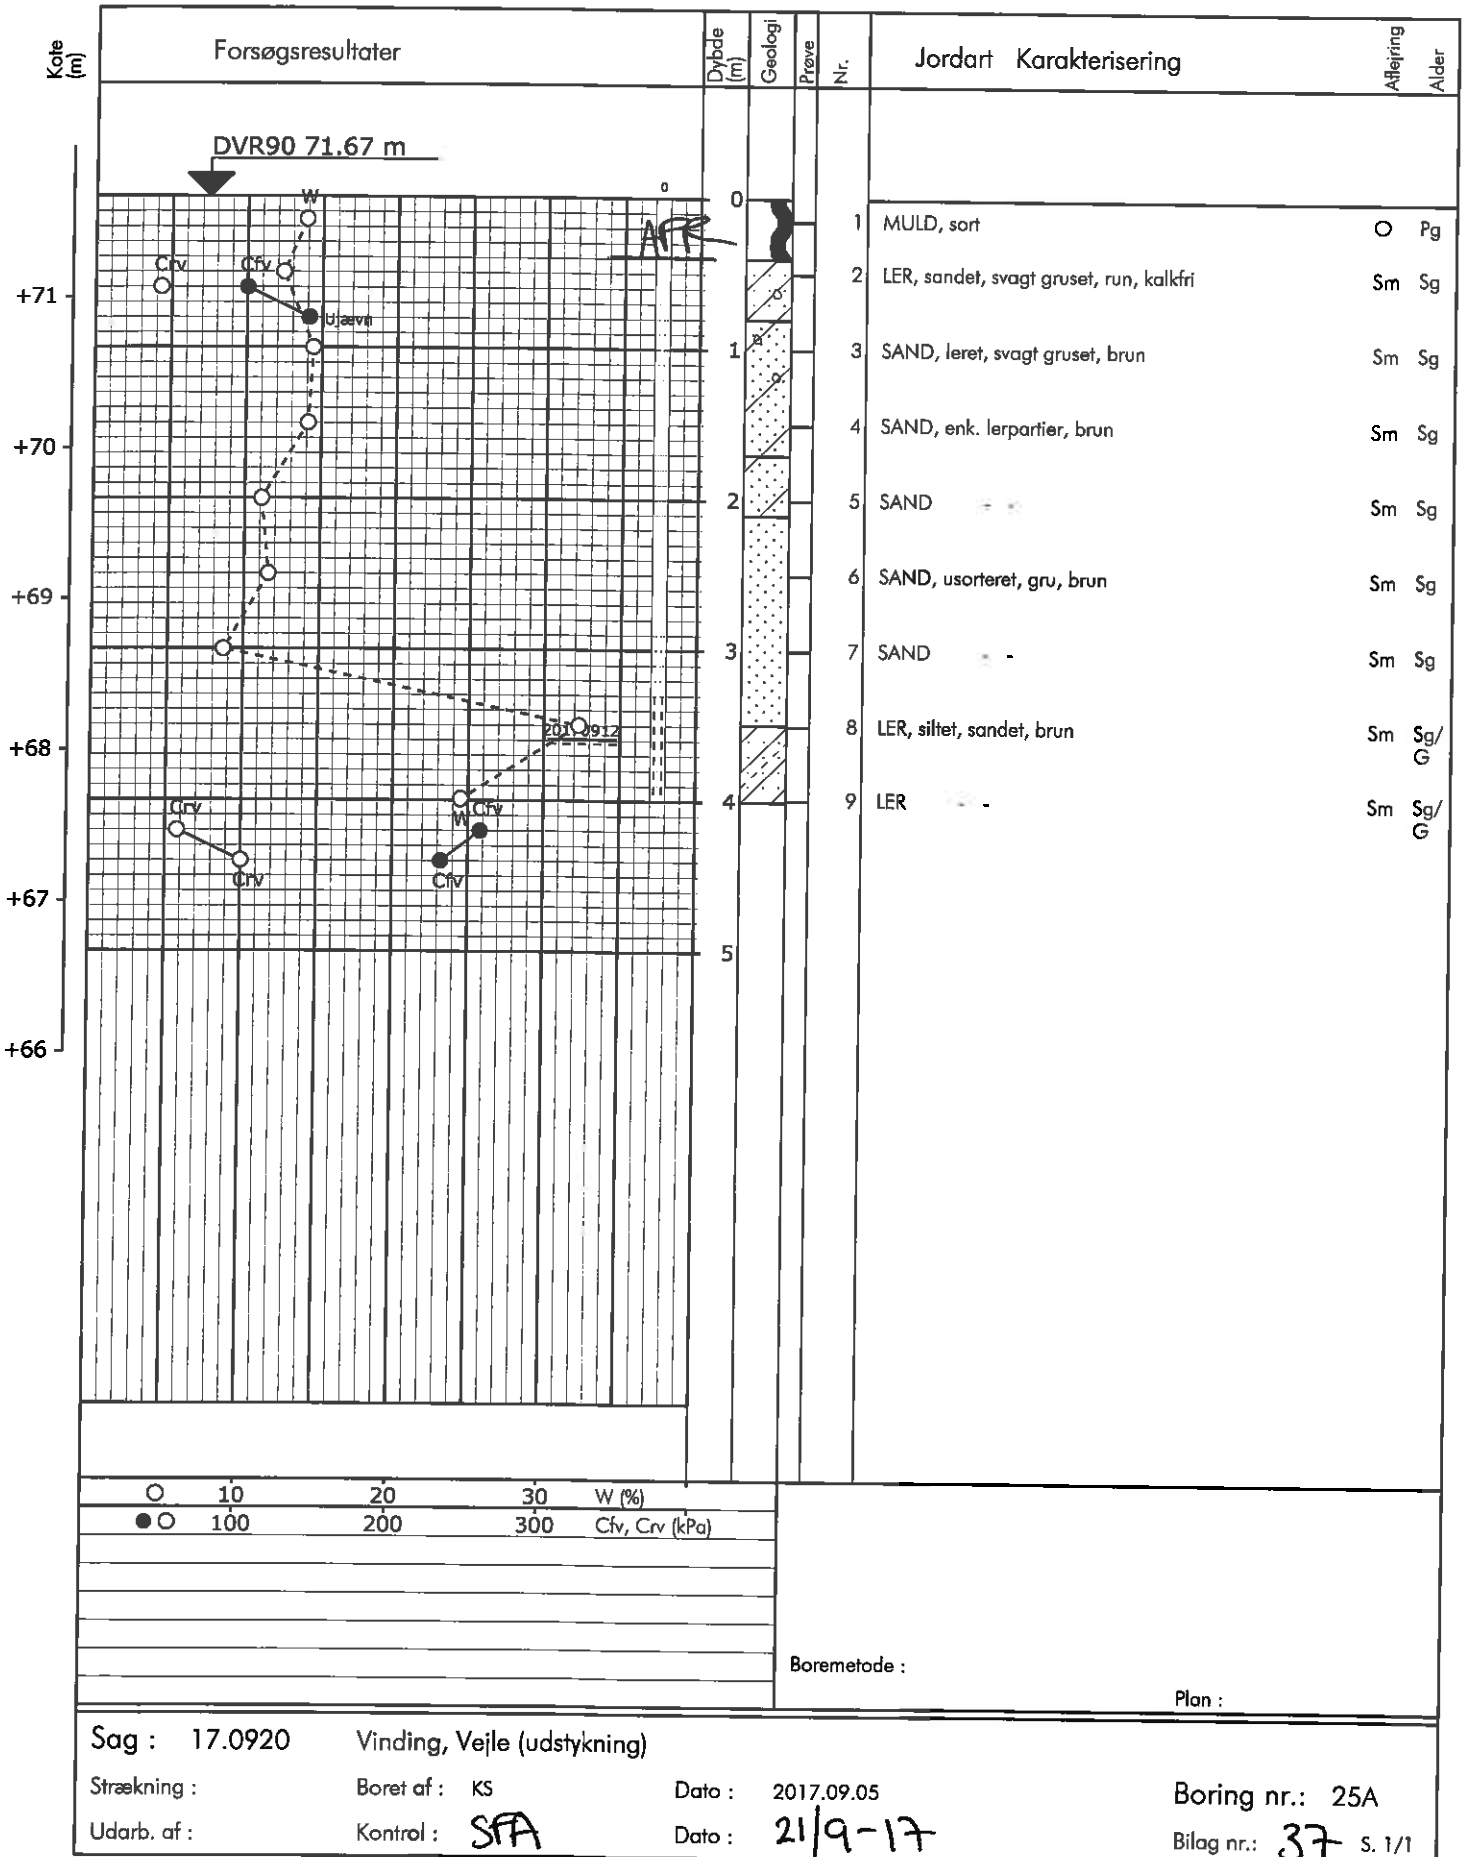 Kote (m) Forsøgsresultater Dybde (m) Geologi Prøve Nr. Jordart Karakterisering Aflejring Alder
DVR90 71.67 m
W 0
AFR
1 MULD, sort O Pg
Crv Cfv
2 LER, sandet, svagt gruset, run, kalkfri Sm Sg
+71
Ujævn
1 3 SAND, leret, svagt gruset, brun Sm Sg
+70 4 SAND, enk. lerpartier, brun Sm Sg
2 5 SAND - - Sm Sg
+69 6 SAND, usorteret, gru, brun Sm Sg
3 7 SAND - - Sm Sg
+68 8 LER, siltet, sandet, brun Sm Sg/
G
Crv W Cfv 4 9 LER - - Sm Sg/
G
Crv Cfv
+67
5
+66
10 20 30 W (%)
100 200 300 Cfv, Crv (kPa)
Boremetode :
Plan :
Sag : 17.0920 Vinding, Vejle (udstykning)
Strækning : Boret af : KS Dato : 2017.09.05 Boring nr.: 25A
Udarb. af : Kontrol : SFA Dato : 21/9-17 Bilag nr.: 37 S. 1/1